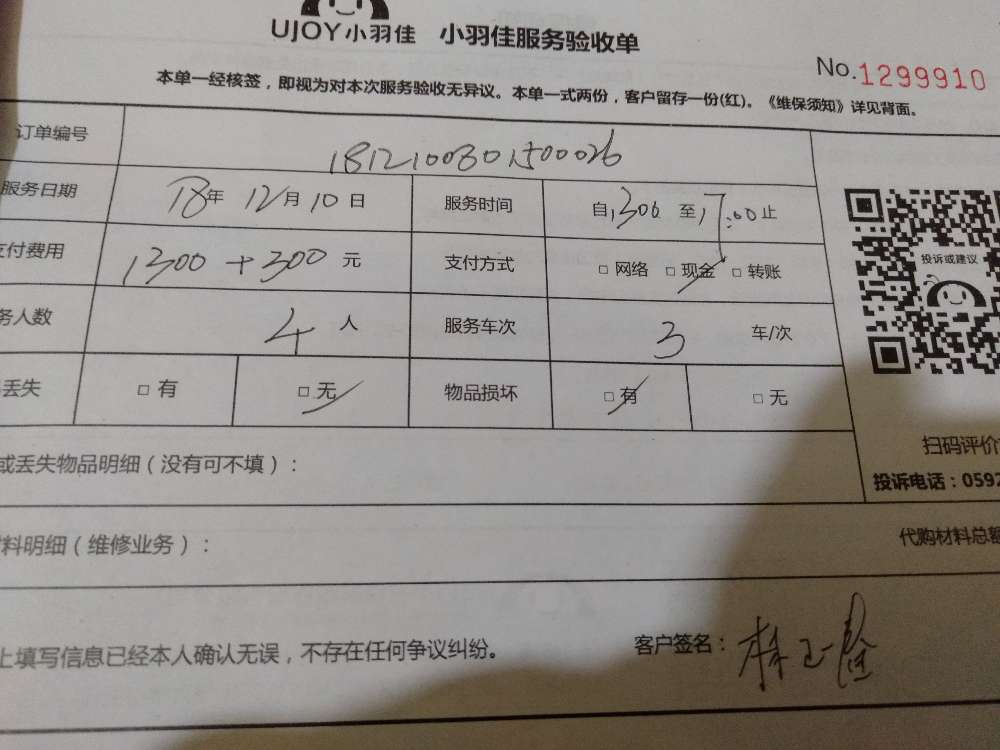 UJOY小羽佳 小羽佳服务验收单
No.1299910
本单一经核签，即视为对本次服务验收无异议。本单一式两份，客户留存一份(红)。《维保须知》详见背面。
订单编号 1812100301500026
服务日期 18年 12月 10日 服务时间 自1300 至17:00止
支付费用 1300+300 元 支付方式 □ 网络 □ 现金 □ 转账
务人数 4 人 服务车次 3 车/次
丢失 □ 有 □ 无 物品损坏 □ 有 □ 无
投诉或建议
扫码评价
投诉电话：0592
或丢失物品明细（没有可不填）：
料明细（维修业务）： 代购材料总额
上填写信息已经本人确认无误，不存在任何争议纠纷。 客户签名：